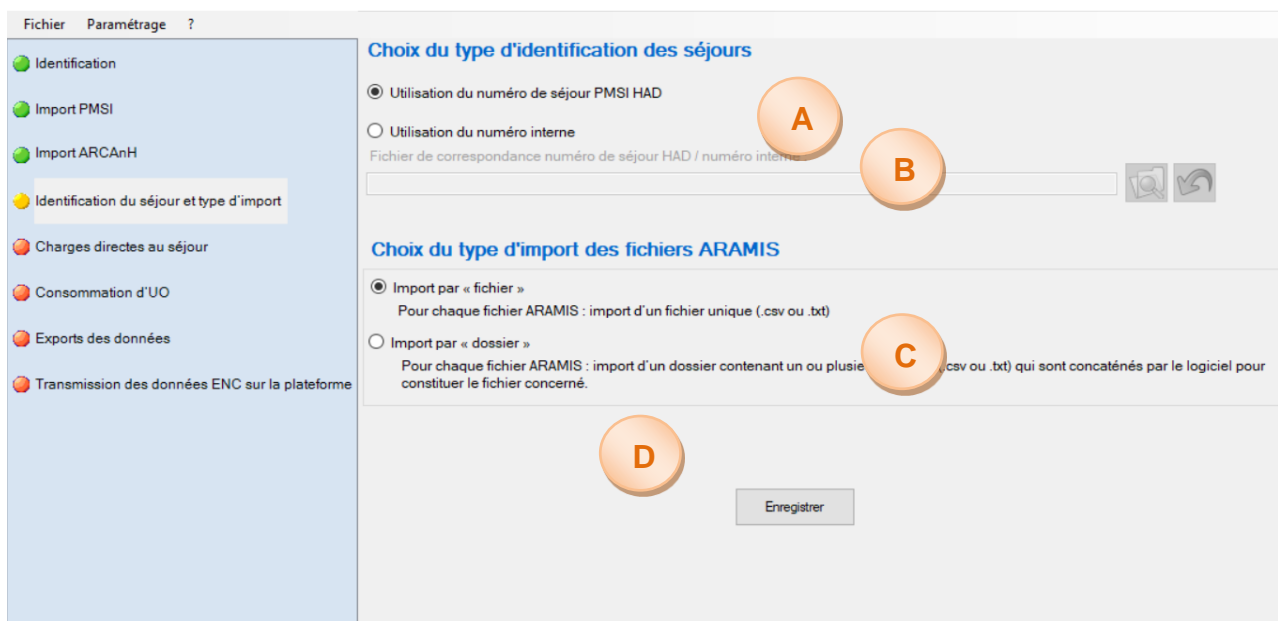 Fichier Paramétrage ?
Identification
Import PMSI
Import ARCAnH
Identification du séjour et type d'import
Charges directes au séjour
Consommation d'UO
Exports des données
Transmission des données ENC sur la plateforme
Choix du type d'identification des séjours
Utilisation du numéro de séjour PMSI HAD
A
Utilisation du numéro interne
Fichier de correspondance numéro de séjour HAD / numéro interne
B
Choix du type d'import des fichiers ARAMIS
Import par « fichier »
Pour chaque fichier ARAMIS : import d'un fichier unique (.csv ou .txt)
Import par « dossier »
Pour chaque fichier ARAMIS : import d'un dossier contenant un ou (.csv ou .txt) qui sont concaténés par le logiciel pour
constituer le fichier concerné.
C
D
Enregistrer